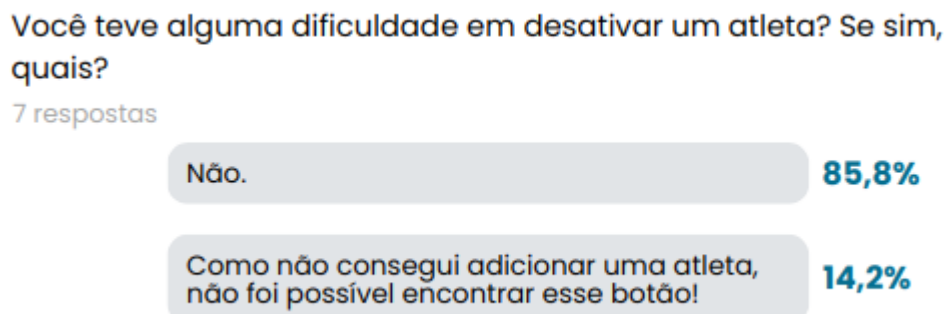 Você teve alguma dificuldade em desativar um atleta? Se sim,
quais?
7 respostas
Não.
85,8%
Como não consegui adicionar uma atleta,
não foi possível encontrar esse botão!
14,2%